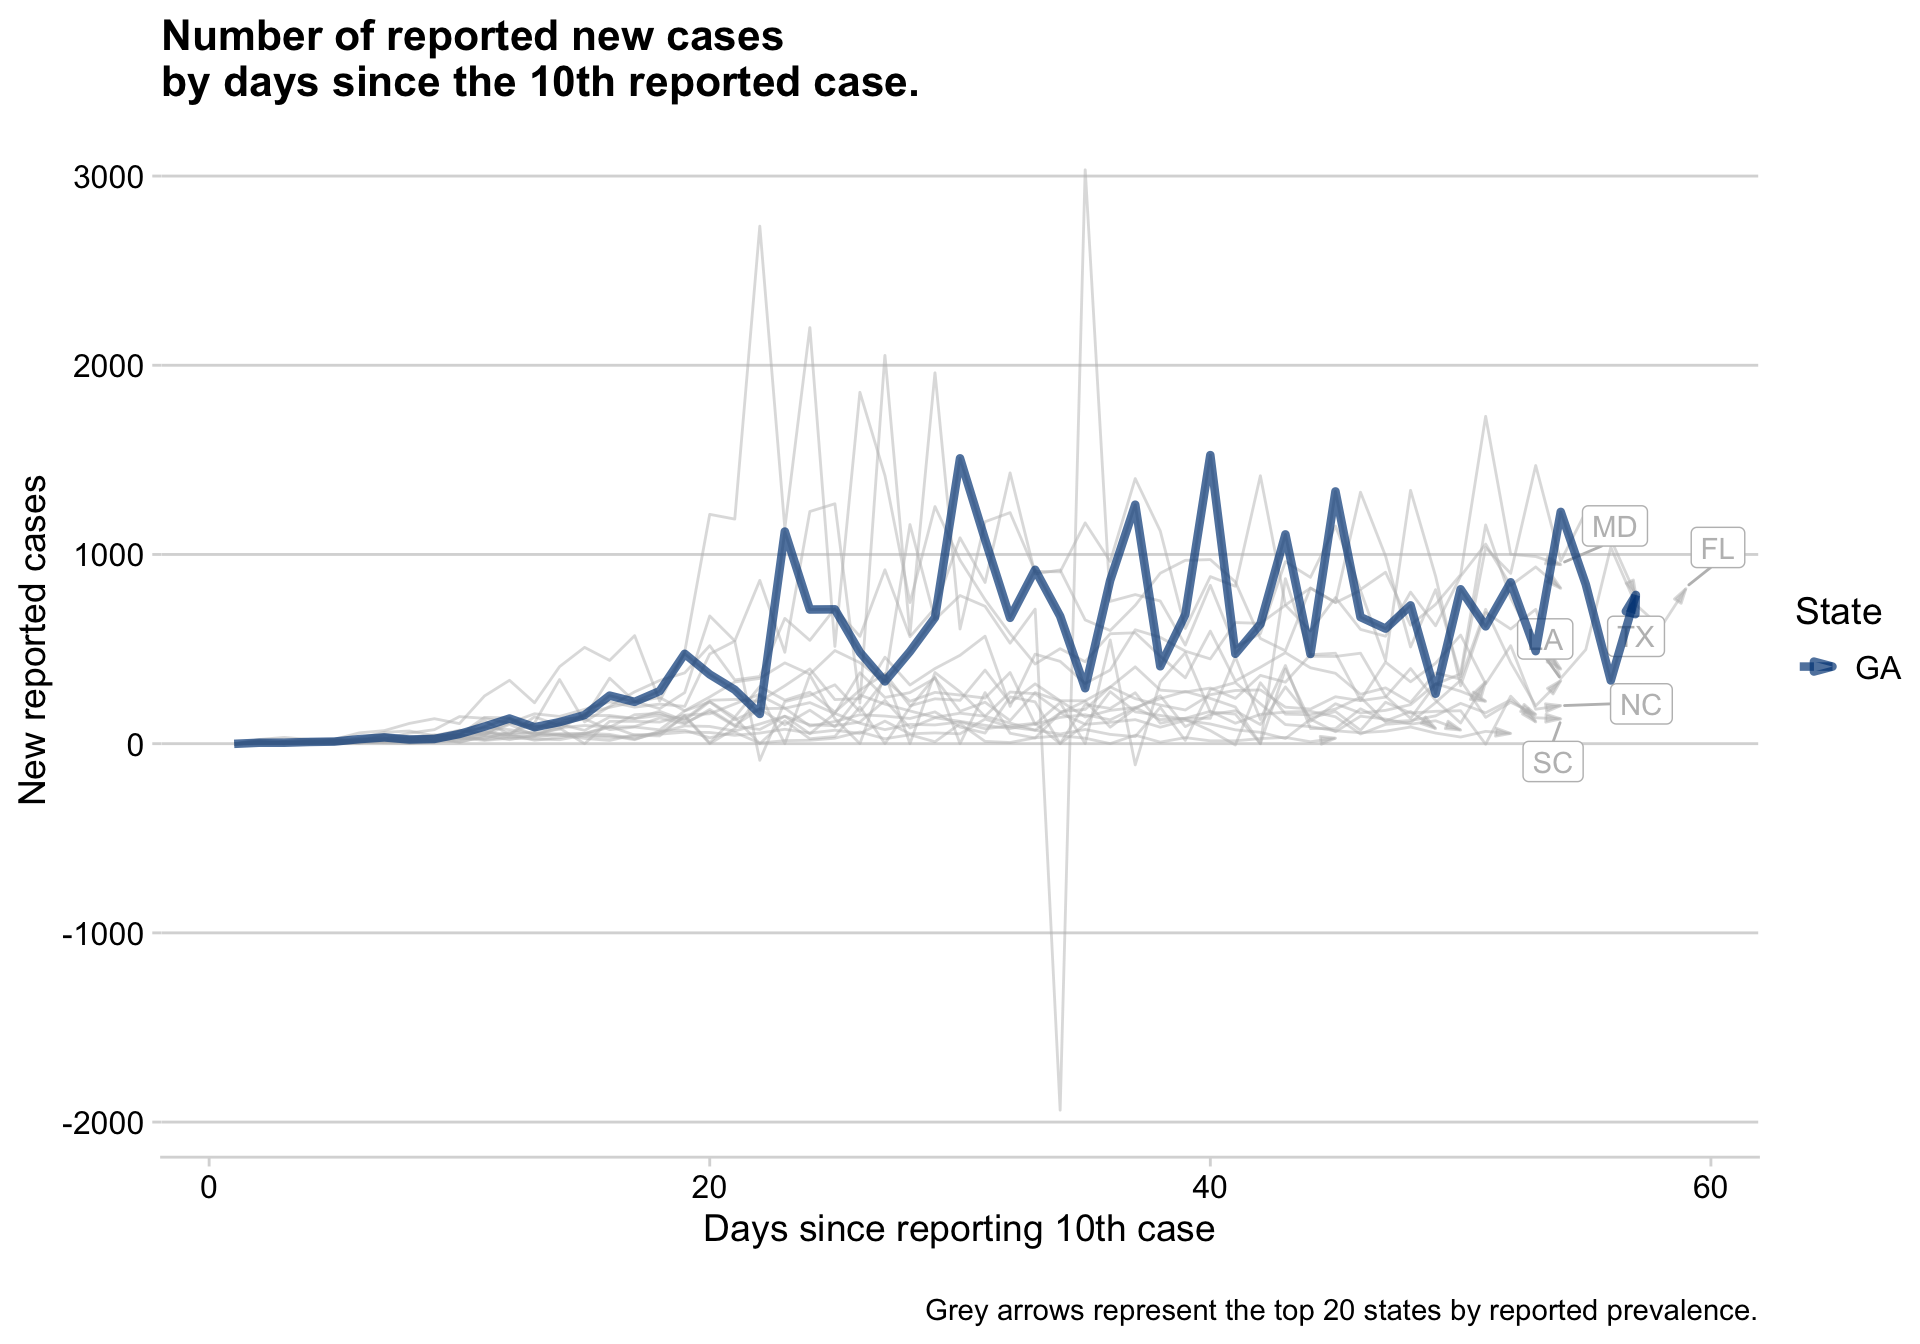 Number of reported new cases
by days since the 10th reported case.
New reported cases
3000
2000
1000
0
-1000
-2000
MD
FL
TX
NC
SC
State
GA
0
20
40
60
Days since reporting 10th case
Grey arrows represent the top 20 states by reported prevalence.